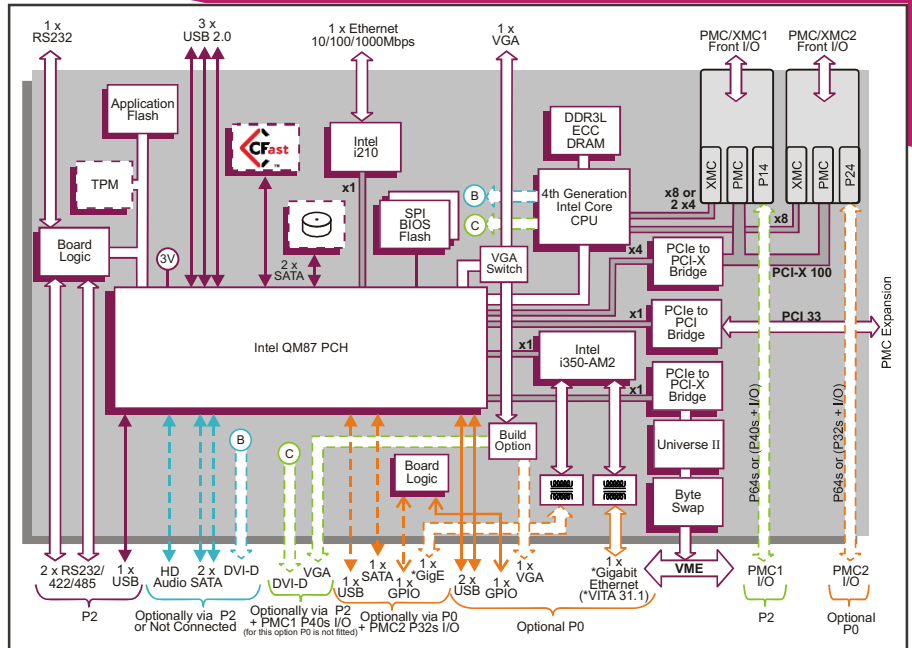 1 x
RS232
3 x
USB 2.0
1 x Ethernet
10/100/1000Mbps
1 x
VGA
PMC/XMC1
Front I/O
PMC/XMC2
Front I/O
Application
Flash
TPM
Board
Logic
3V
CFast
™
2 x
SATA
Intel
i210
x1
SPI
BIOS
Flash
DDR3L
ECC
DRAM
4th Generation
Intel Core
CPU
B
C
VGA
Switch
XMC
PMC
P14
XMC
PMC
P24
x8 or
2 x4
x8
x4
PCIe to
PCI-X
Bridge
PCI-X 100
x1
PCIe to
PCI
Bridge
PCI 33
PMC Expansion
Intel QM87 PCH
x1
Intel
i350-AM2
x1
PCIe to
PCI-X
Bridge
Universe II
Byte
Swap
P64s or (P40s + I/O)
P64s or (P32s + I/O)
B
C
Build
Option
Board
Logic
2 x RS232/
422/485
1 x
USB
P2
HD
Audio
2 x
SATA
DVI-D
Optionally via P2
or Not Connected
DVI-D
VGA
Optionally via P2
+ PMC1 P40s I/O
(for this option P0 is not fitted)
1 x
USB
1 x
SATA
1 x
GPIO
1 x
*GigE
Optionally via P0
+ PMC2 P32s I/O
2 x
USB
1 x
GPIO
1 x
VGA
1 x
*Gigabit
Ethernet
(*VITA 31.1)
Optional P0
VME
PMC1
I/O
P2
PMC2
I/O
Optional
P0